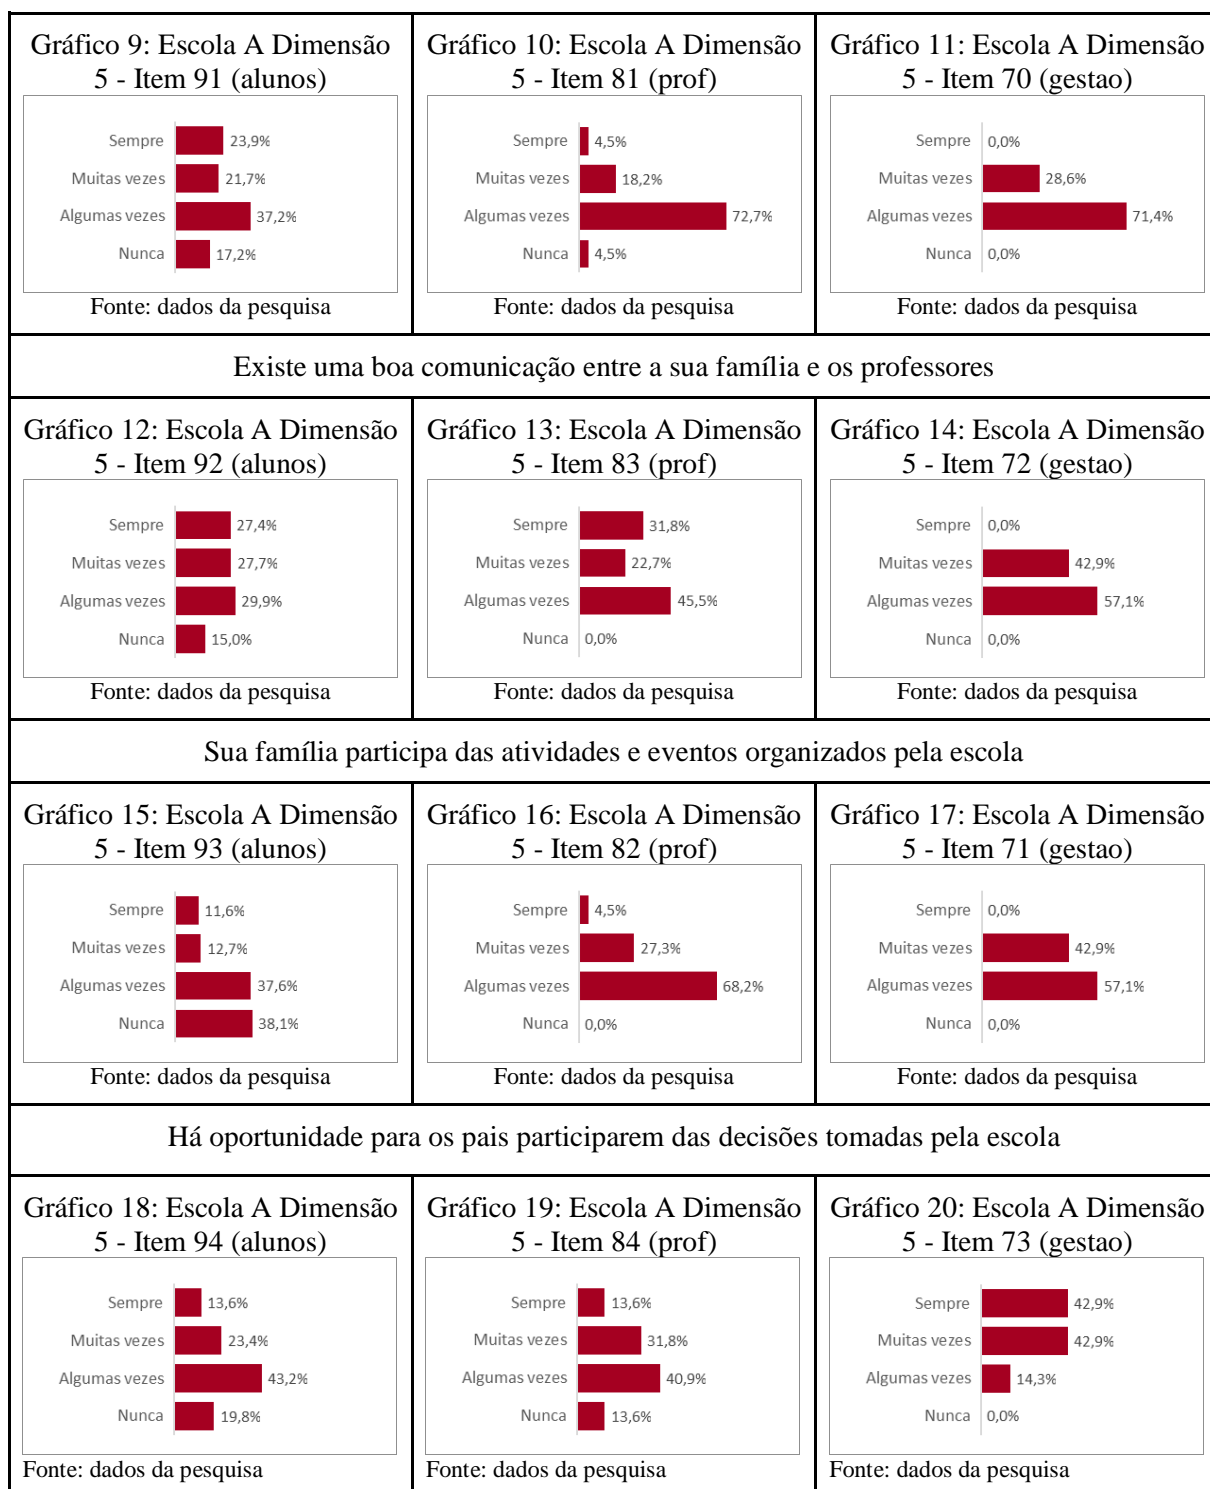 Gráfico 9: Escola A Dimensão
5 - Item 91 (alunos)
Sempre 23,9%
Muitas vezes 21,7%
Algumas vezes 37,2%
Nunca 17,2%
Fonte: dados da pesquisa
Gráfico 10: Escola A Dimensão
5 - Item 81 (prof)
Sempre 4,5%
Muitas vezes 18,2%
Algumas vezes 72,7%
Nunca 4,5%
Fonte: dados da pesquisa
Gráfico 11: Escola A Dimensão
5 - Item 70 (gestao)
Sempre 0,0%
Muitas vezes 28,6%
Algumas vezes 71,4%
Nunca 0,0%
Fonte: dados da pesquisa
Existe uma boa comunicação entre a sua família e os professores
Gráfico 12: Escola A Dimensão
5 - Item 92 (alunos)
Sempre 27,4%
Muitas vezes 27,7%
Algumas vezes 29,9%
Nunca 15,0%
Fonte: dados da pesquisa
Gráfico 13: Escola A Dimensão
5 - Item 83 (prof)
Sempre 31,8%
Muitas vezes 22,7%
Algumas vezes 45,5%
Nunca 0,0%
Fonte: dados da pesquisa
Gráfico 14: Escola A Dimensão
5 - Item 72 (gestao)
Sempre 0,0%
Muitas vezes 42,9%
Algumas vezes 57,1%
Nunca 0,0%
Fonte: dados da pesquisa
Sua família participa das atividades e eventos organizados pela escola
Gráfico 15: Escola A Dimensão
5 - Item 93 (alunos)
Sempre 11,6%
Muitas vezes 12,7%
Algumas vezes 37,6%
Nunca 38,1%
Fonte: dados da pesquisa
Gráfico 16: Escola A Dimensão
5 - Item 82 (prof)
Sempre 4,5%
Muitas vezes 27,3%
Algumas vezes 68,2%
Nunca 0,0%
Fonte: dados da pesquisa
Gráfico 17: Escola A Dimensão
5 - Item 71 (gestao)
Sempre 0,0%
Muitas vezes 42,9%
Algumas vezes 57,1%
Nunca 0,0%
Fonte: dados da pesquisa
Há oportunidade para os pais participarem das decisões tomadas pela escola
Gráfico 18: Escola A Dimensão
5 - Item 94 (alunos)
Sempre 13,6%
Muitas vezes 23,4%
Algumas vezes 43,2%
Nunca 19,8%
Fonte: dados da pesquisa
Gráfico 19: Escola A Dimensão
5 - Item 84 (prof)
Sempre 13,6%
Muitas vezes 31,8%
Algumas vezes 40,9%
Nunca 13,6%
Fonte: dados da pesquisa
Gráfico 20: Escola A Dimensão
5 - Item 73 (gestao)
Sempre 42,9%
Muitas vezes 42,9%
Algumas vezes 14,3%
Nunca 0,0%
Fonte: dados da pesquisa